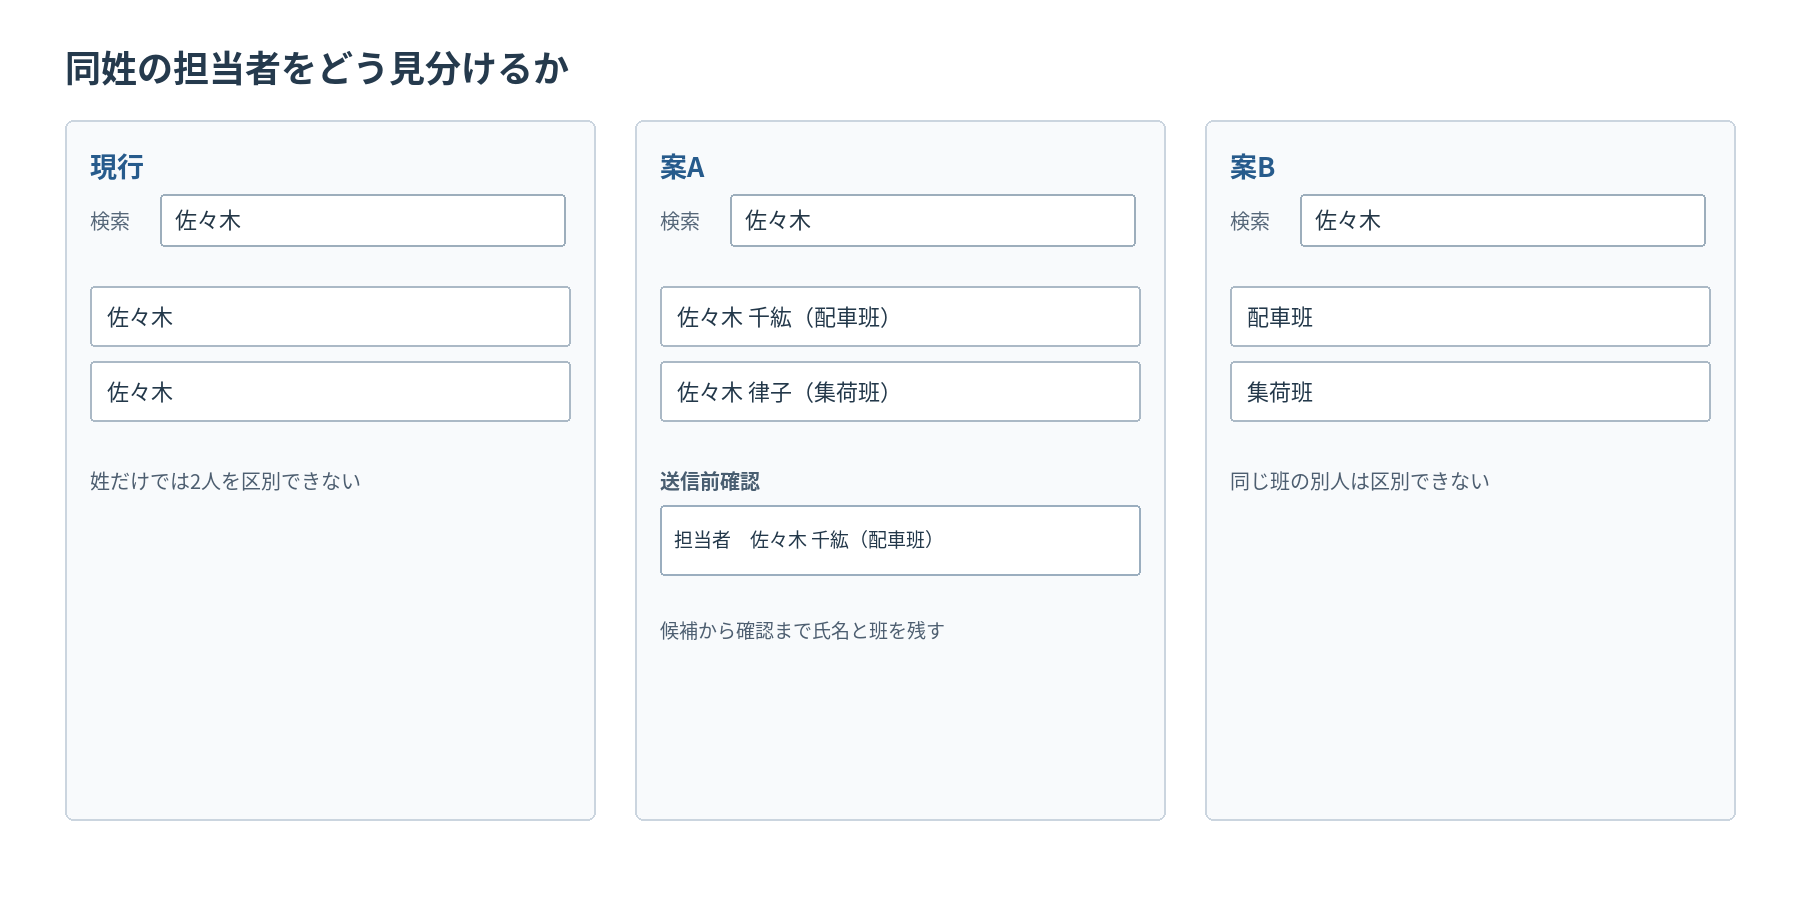 同姓の担当者をどう見分けるか
現行
検索 佐々木
佐々木
佐々木
姓だけでは2人を区別できない
案A
検索 佐々木
佐々木 千紘（配車班）
佐々木 律子（集荷班）
送信前確認
担当者 佐々木 千紘（配車班）
候補から確認まで氏名と班を残す
案B
検索 佐々木
配車班
集荷班
同じ班の別人は区別できない